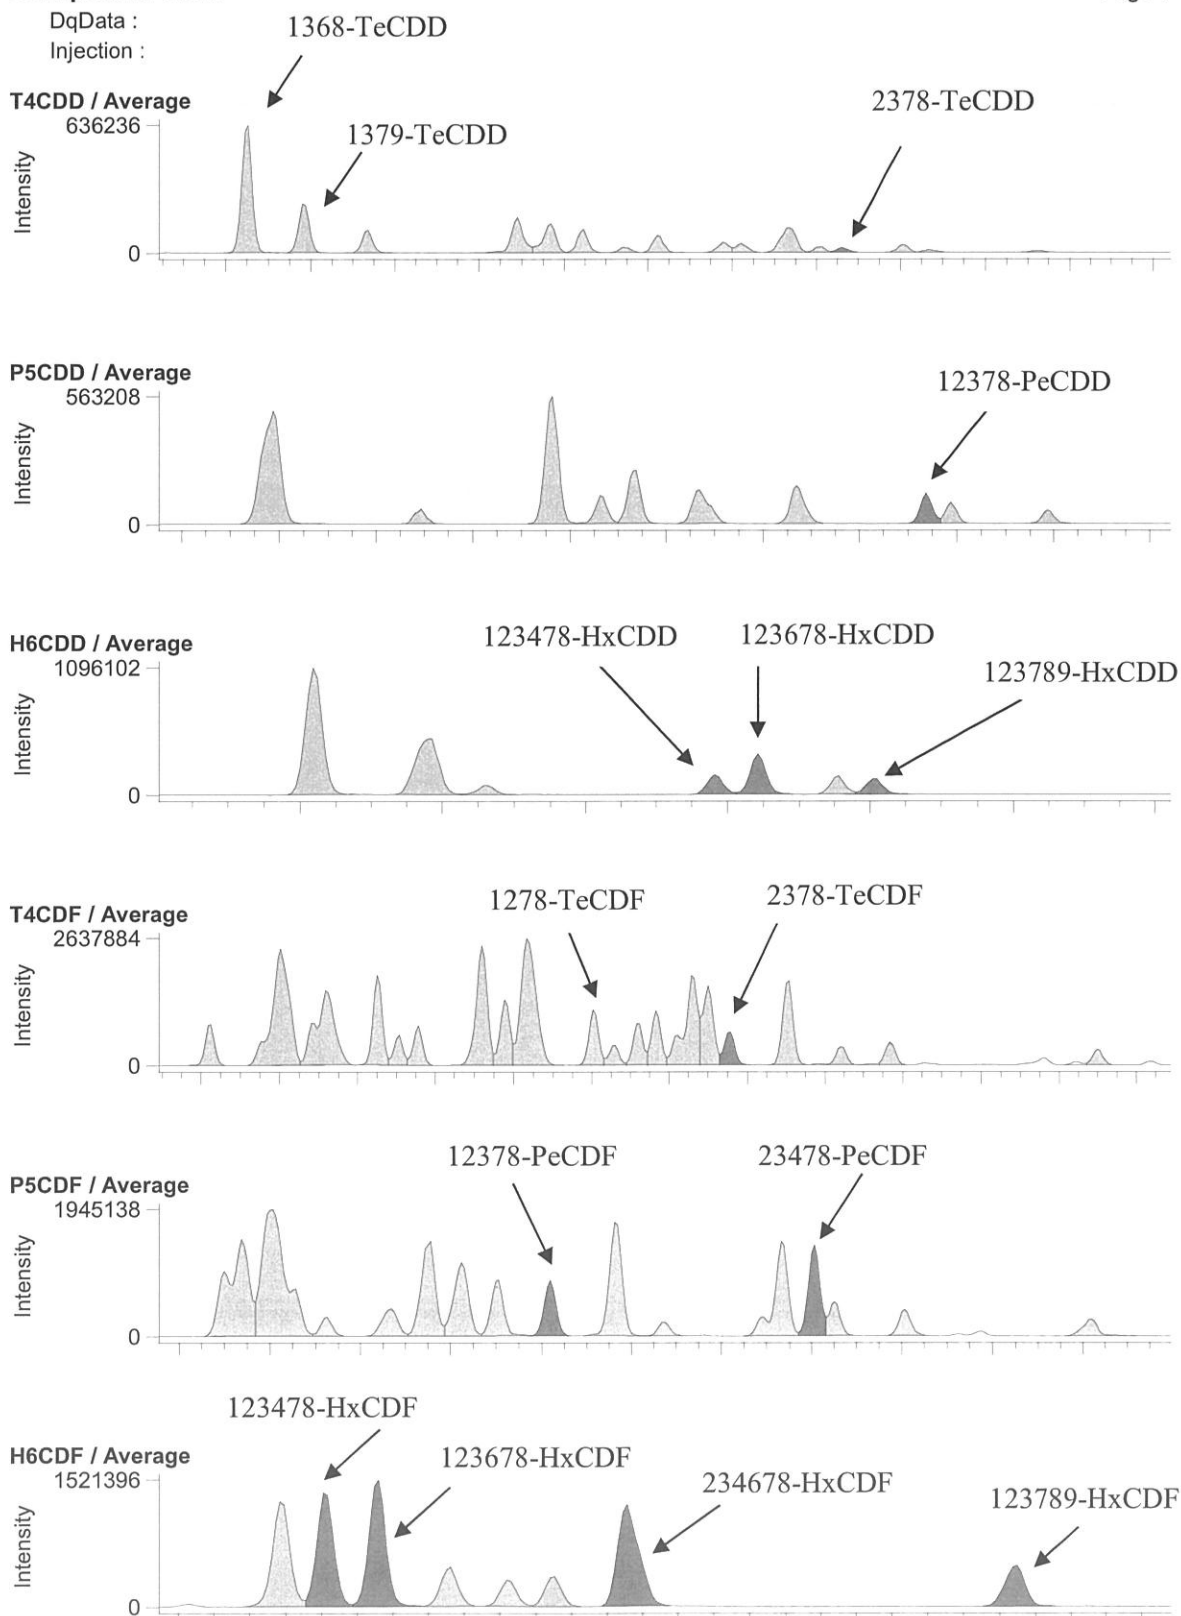 DqData :
Injection :
1368-TeCDD
T4CDD / Average
636236
1379-TeCDD
2378-TeCDD
Intensity
0
P5CDD / Average
563208
12378-PeCDD
Intensity
0
H6CDD / Average
1096102
123478-HxCDD
123678-HxCDD
123789-HxCDD
Intensity
0
T4CDF / Average
2637884
1278-TeCDF
2378-TeCDF
Intensity
0
P5CDF / Average
1945138
12378-PeCDF
23478-PeCDF
Intensity
0
123478-HxCDF
H6CDF / Average
1521396
123678-HxCDF
234678-HxCDF
123789-HxCDF
Intensity
0